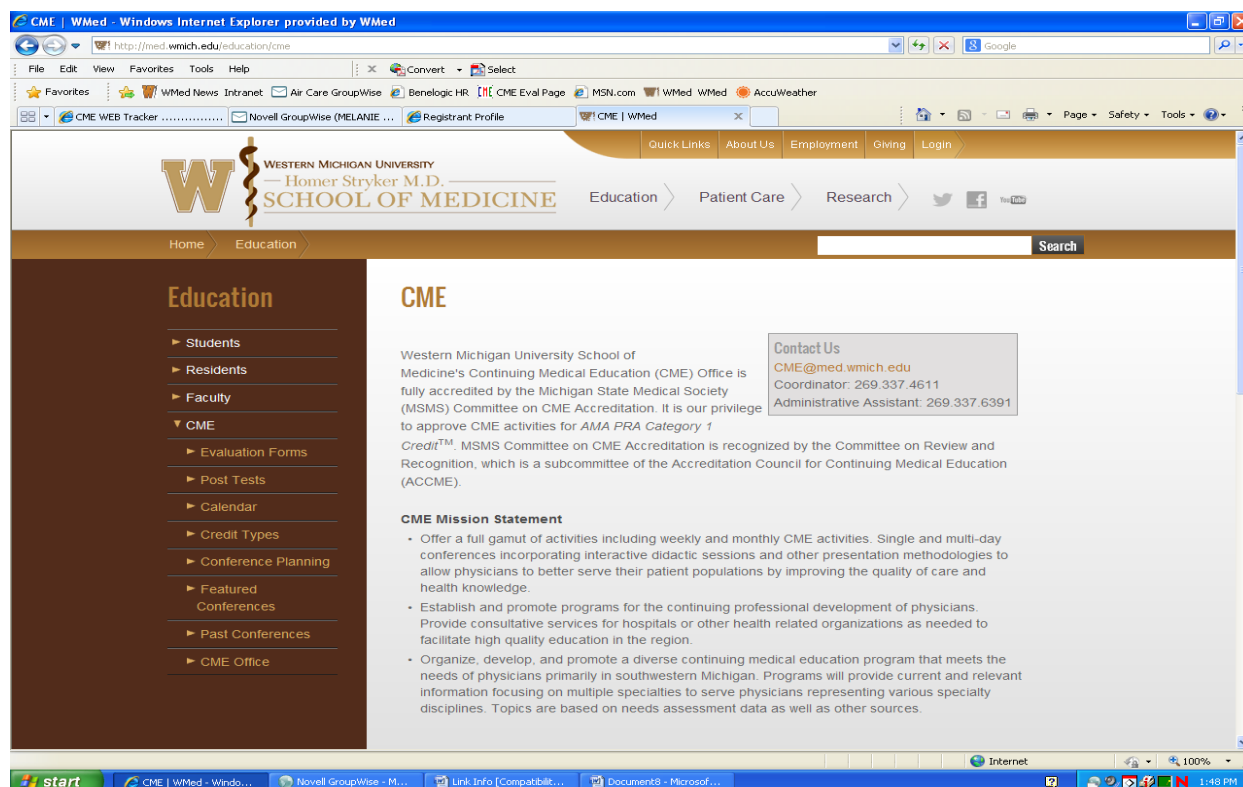 CME | WMed - Windows Internet Explorer provided by WMed
http://med.wmich.edu/education/cme
Google
File Edit View Favorites Tools Help
Convert Select
Favorites WMed News Intranet Air Care GroupWise Benelogic HR CME Eval Page MSN.com WMed WMed AccuWeather
CME WEB Tracker ................ Novell GroupWise (MELANIE ... Registrant Profile CME | WMed Page Safety Tools
Quick Links About Us Employment Giving Login
WESTERN MICHIGAN UNIVERSITY
Homer Stryker M.D.
SCHOOL OF MEDICINE
Education Patient Care Research
You Tube
Home Education
Search
Education
Students
Residents
Faculty
CME
Evaluation Forms
Post Tests
Calendar
Credit Types
Conference Planning
Featured
Conferences
Past Conferences
CME Office
CME
Contact Us
CME@med.wmich.edu
Coordinator: 269.337.4611
Administrative Assistant: 269.337.6391
Western Michigan University School of
Medicine's Continuing Medical Education (CME) Office is
fully accredited by the Michigan State Medical Society
(MSMS) Committee on CME Accreditation. It is our privilege
to approve CME activities for AMA PRA Category 1
Credit™. MSMS Committee on CME Accreditation is recognized by the Committee on Review and
Recognition, which is a subcommittee of the Accreditation Council for Continuing Medical Education
(ACCME).
CME Mission Statement
• Offer a full gamut of activities including weekly and monthly CME activities. Single and multi-day
conferences incorporating interactive didactic sessions and other presentation methodologies to
allow physicians to better serve their patient populations by improving the quality of care and
health knowledge.
• Establish and promote programs for the continuing professional development of physicians.
Provide consultative services for hospitals or other health related organizations as needed to
facilitate high quality education in the region.
• Organize, develop, and promote a diverse continuing medical education program that meets the
needs of physicians primarily in southwestern Michigan. Programs will provide current and relevant
information focusing on multiple specialties to serve physicians representing various specialty
disciplines. Topics are based on needs assessment data as well as other sources.
Internet 100%
start CME | WMed - Windo... Novell GroupWise - M... Link Info [Compatibilit... Document8 - Microsof... 1:48 PM